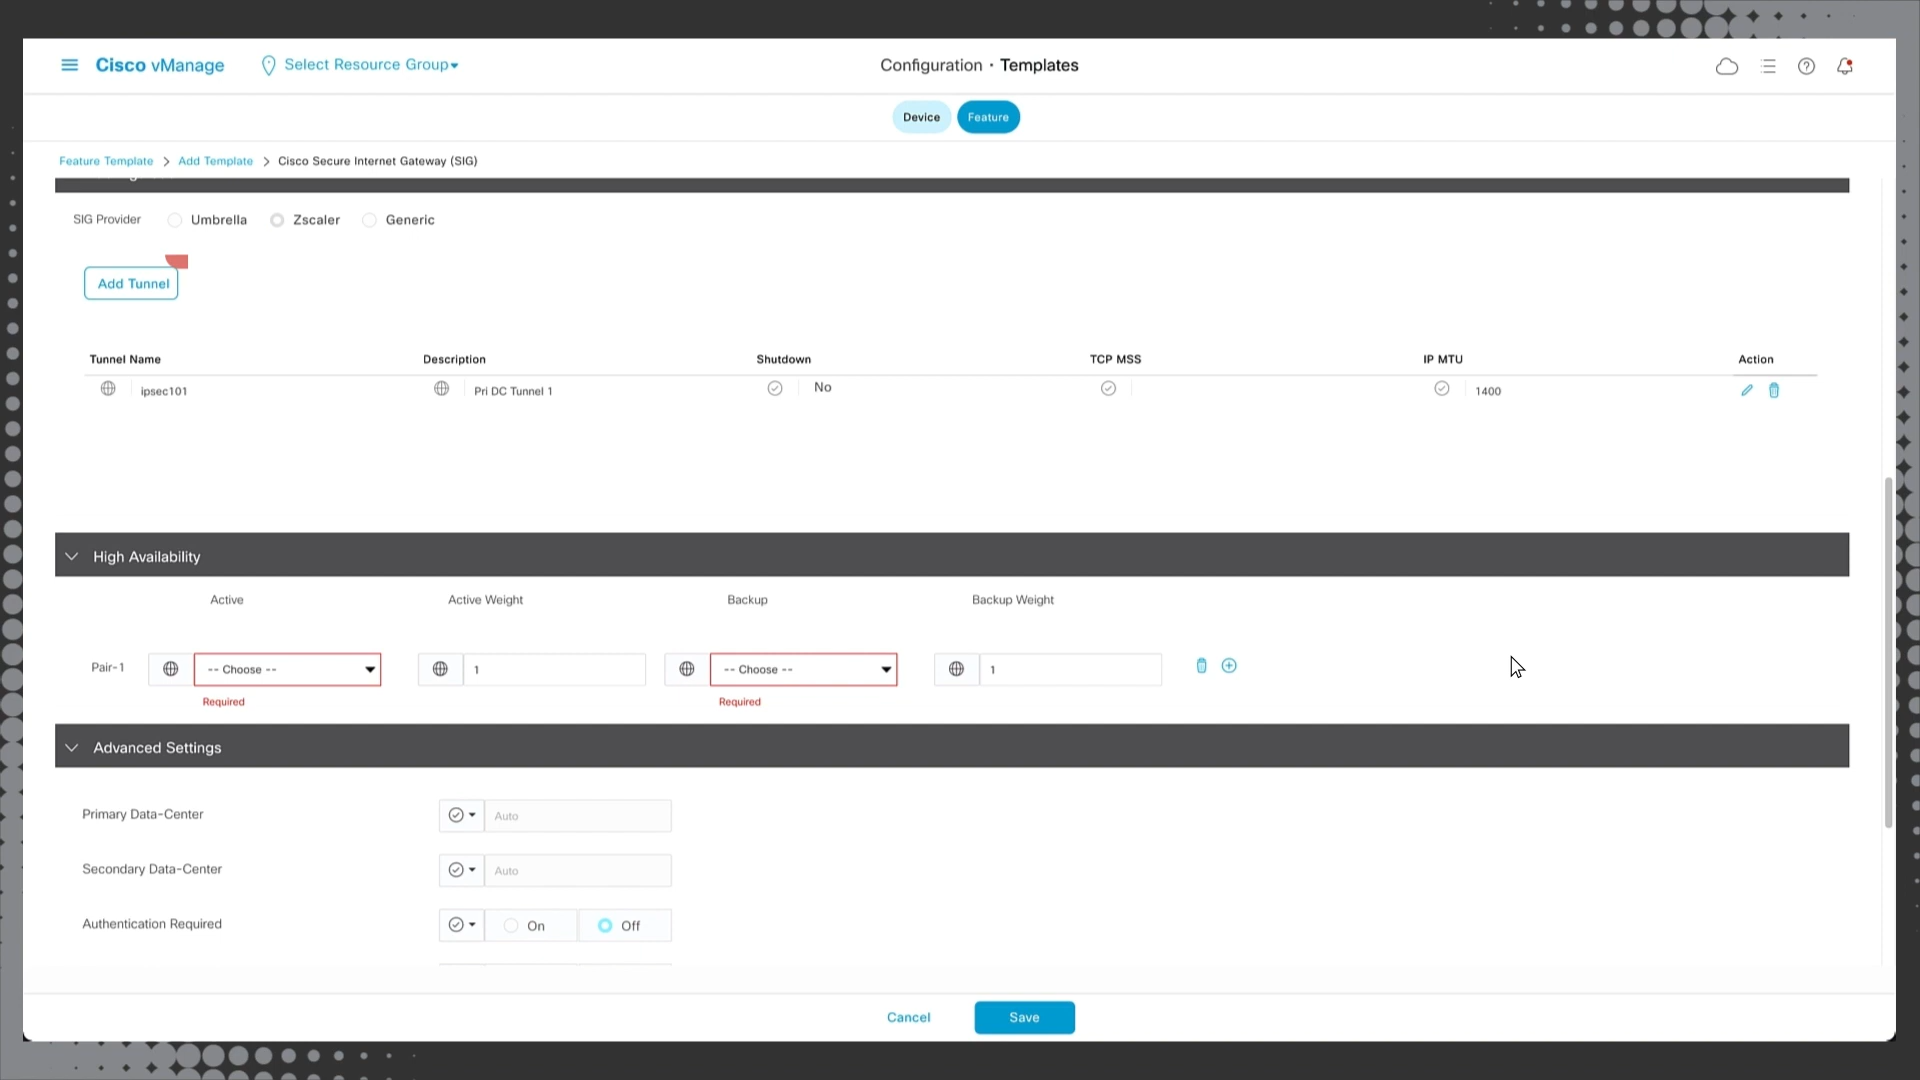 Cisco vManage
Select Resource Group
Configuration · Templates
Device
Feature
Feature Template > Add Template > Cisco Secure Internet Gateway (SIG)
SIG Provider
Umbrella
Zscaler
Generic
Add Tunnel
Tunnel Name
Description
Shutdown
TCP MSS
IP MTU
Action
ipsec101
Pri DC Tunnel 1
No
1400
High Availability
Active
Active Weight
Backup
Backup Weight
Pair-1
-- Choose --
1
-- Choose --
1
Required
Required
Advanced Settings
Primary Data-Center
Auto
Secondary Data-Center
Auto
Authentication Required
On
Off
Cancel
Save